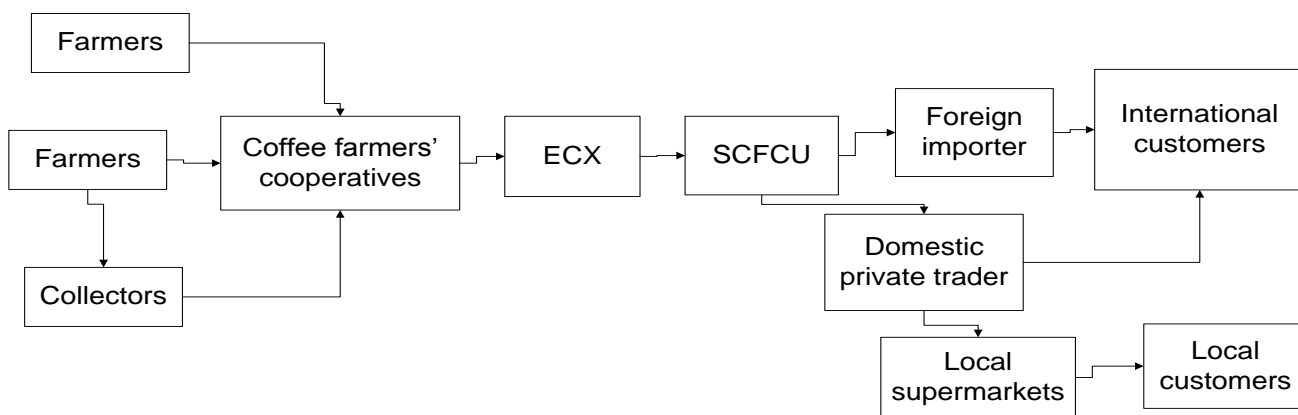 Farmers
Farmers
Collectors
Coffee farmers’
cooperatives
ECX
SCFCU
Foreign
importer
International
customers
Domestic
private trader
Local
supermarkets
Local
customers